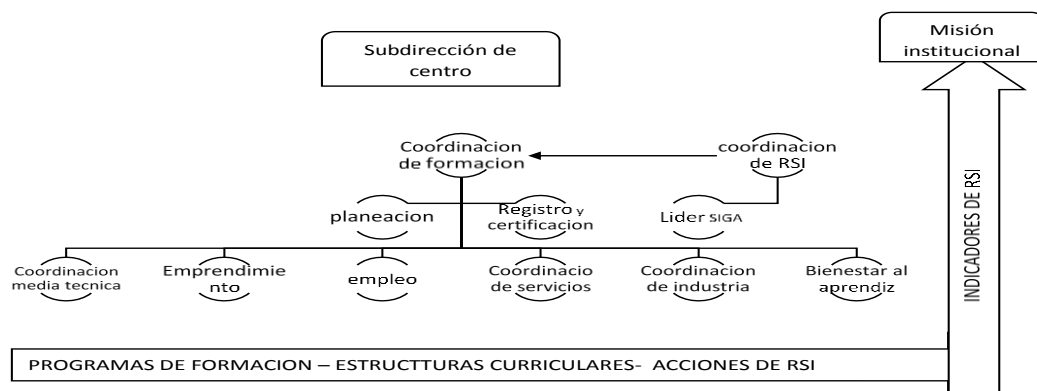 Misión
institucional
Subdirección de
centro
Coordinacion
de formacion
coordinacion
de RSI
planeacion
Registro y
certificacion
Lider SIGA
Coordinacion
media tecnica
Emprendimie
nto
empleo
Coordinacio
de servicios
Coordinacion
de industria
Bienestar al
aprendiz
INDICADORES DE RSI
PROGRAMAS DE FORMACION – ESTRUCTTURAS CURRICULARES- ACCIONES DE RSI